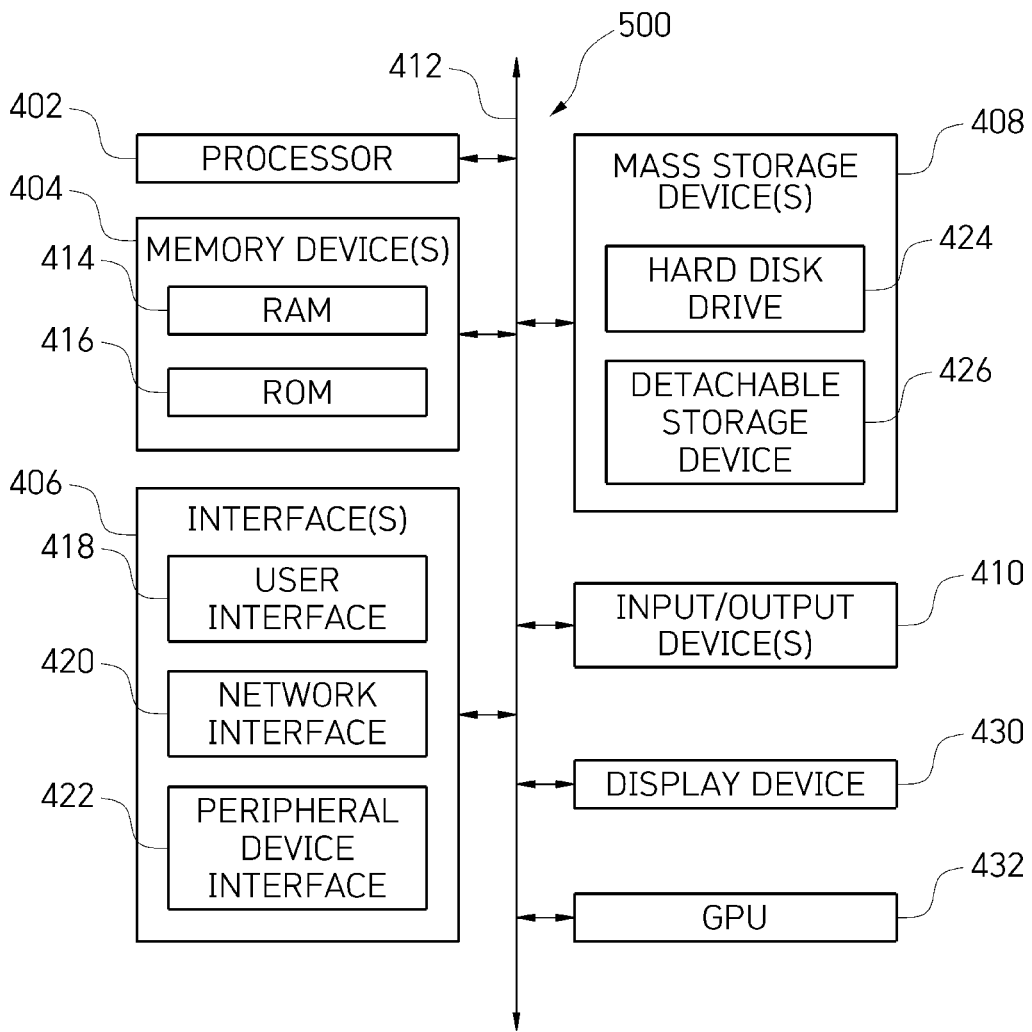 500
412
402
PROCESSOR
404
MEMORY DEVICE(S)
414
RAM
416
ROM
406
INTERFACE(S)
418
USER
INTERFACE
420
NETWORK
INTERFACE
422
PERIPHERAL
DEVICE
INTERFACE
408
MASS STORAGE
DEVICE(S)
424
HARD DISK
DRIVE
426
DETACHABLE
STORAGE
DEVICE
410
INPUT/OUTPUT
DEVICE(S)
430
DISPLAY DEVICE
432
GPU